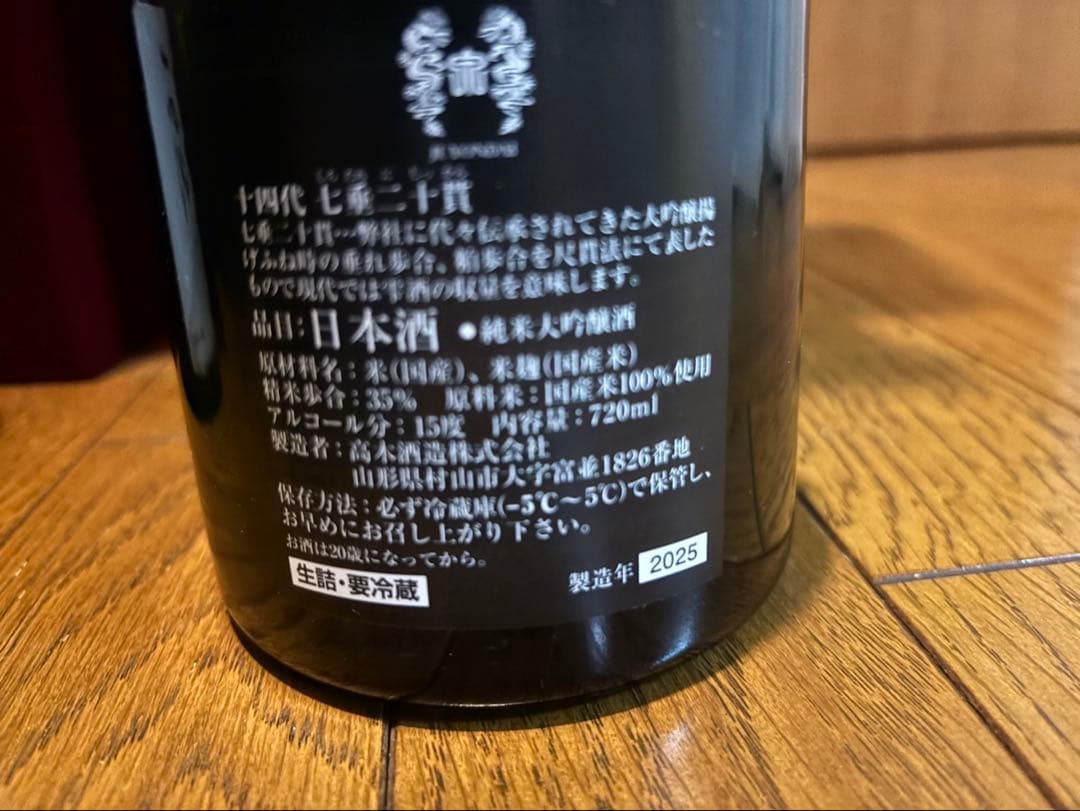 十四代 七垂二十貫
七垂二十貫…弊社に代々伝承されてきた大吟醸揚
げふね時の垂れ歩合、粕歩合を尺貫法にて表した
もので現代では雫酒の収量を意味します。
品目:日本酒 ●純米大吟醸酒
原材料名：米(国産)、米麹(国産米)
精米歩合：35% 原料米：国産米100%使用
アルコール分：15度 内容量：720ml
製造者：高木酒造株式会社
山形県村山市大字富並1826番地
保存方法：必ず冷蔵庫(-5℃〜5℃)で保管し、
お早めにお召し上がり下さい。
お酒は20歳になってから。
生詰・要冷蔵
製造年 2025